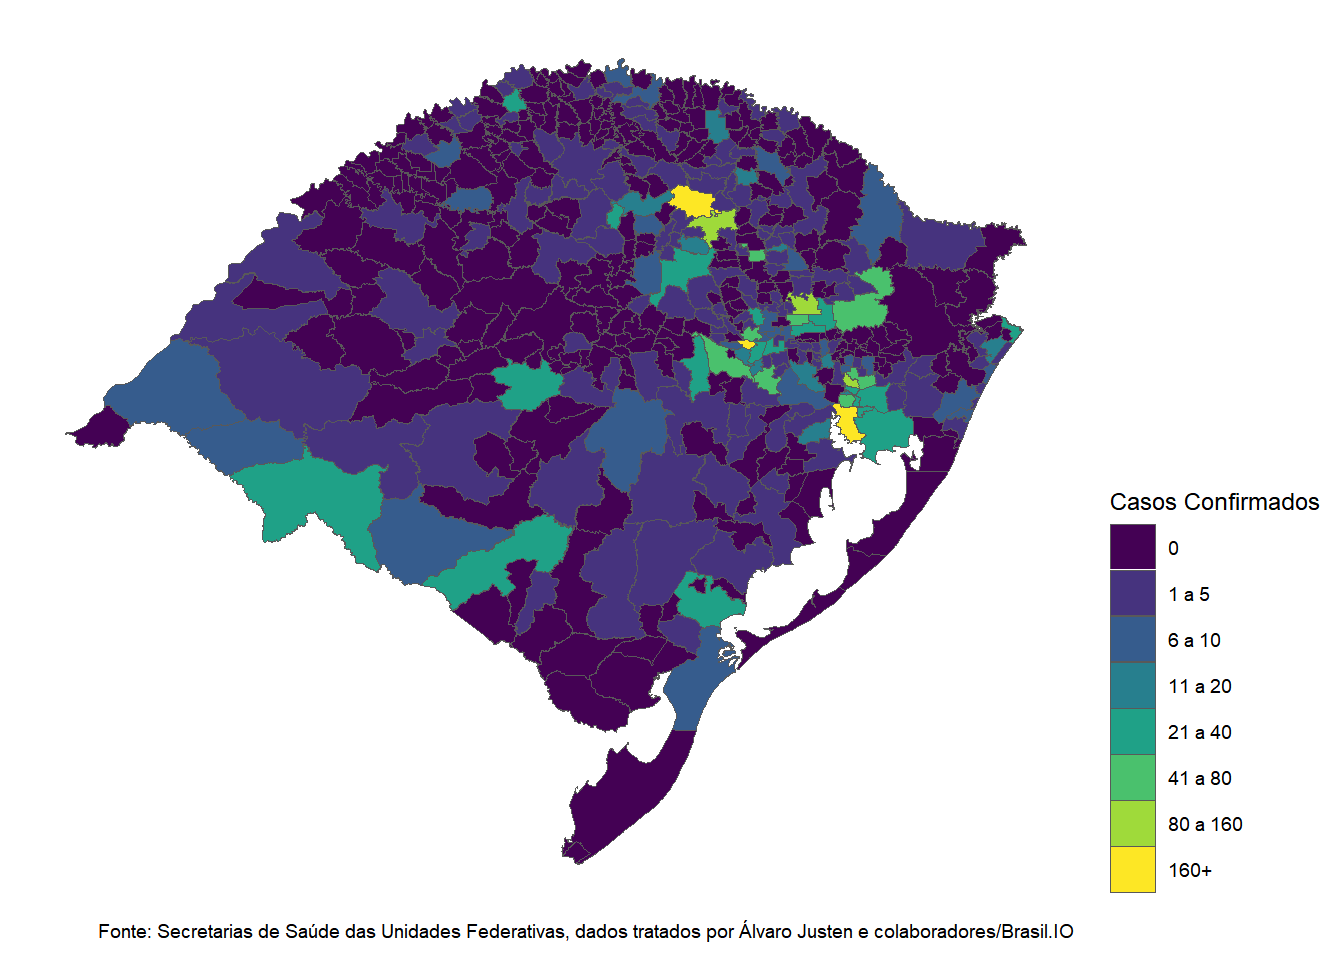 Casos Confirmados
0
1 a 5
6 a 10
11 a 20
21 a 40
41 a 80
80 a 160
160+
Fonte: Secretarias de Saúde das Unidades Federativas, dados tratados por Álvaro Justen e colaboradores/Brasil.IO